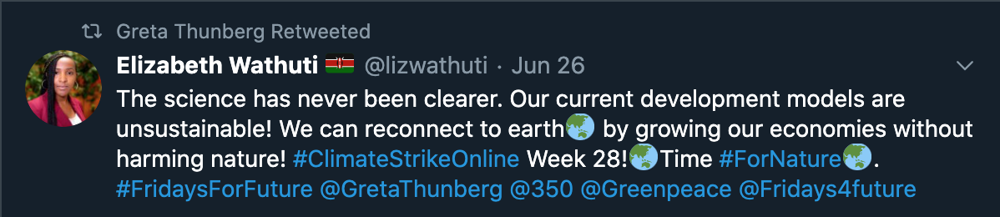 Greta Thunberg Retweeted
Elizabeth Wathuti 🇰🇪 @lizwathuti · Jun 26
The science has never been clearer. Our current development models are
unsustainable! We can reconnect to earth🌏 by growing our economies without
harming nature! #ClimateStrikeOnline Week 28!🌏Time #ForNature🌏.
#FridaysForFuture @GretaThunberg @350 @Greenpeace @Fridays4future